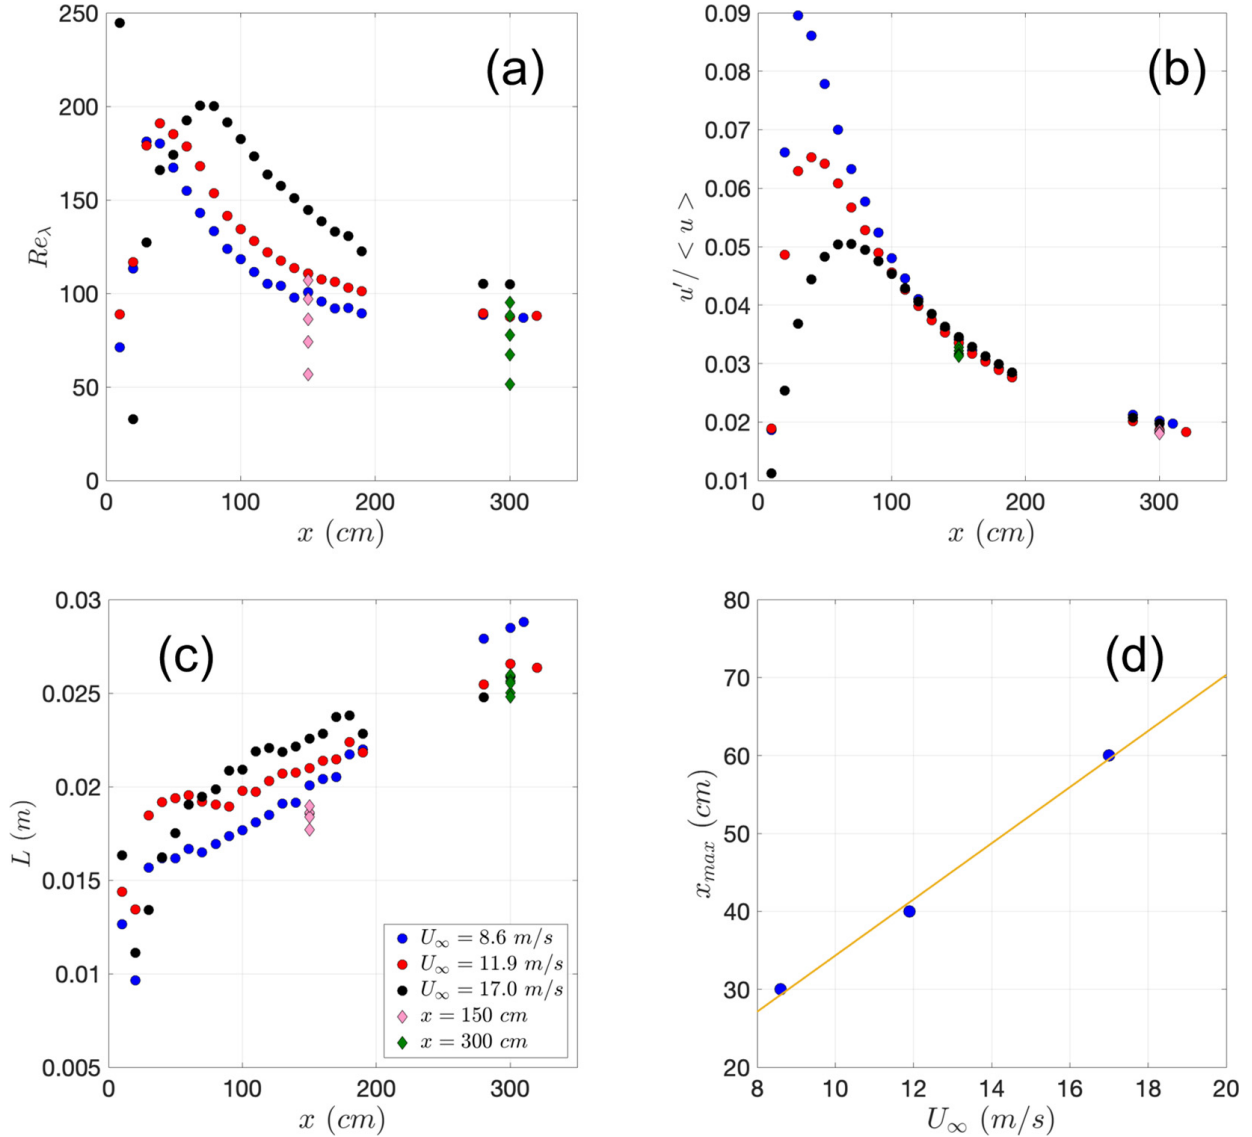 250
200
150
100
50
0
Re_λ
(a)
0 100 200 300
x (cm)
0.09
0.08
0.07
0.06
0.05
0.04
0.03
0.02
0.01
u′/ < u >
(b)
0 100 200 300
x (cm)
0.03
0.025
0.02
0.015
0.01
0.005
L (m)
(c)
U_∞ = 8.6 m/s
U_∞ = 11.9 m/s
U_∞ = 17.0 m/s
x = 150 cm
x = 300 cm
0 100 200 300
x (cm)
80
70
60
50
40
30
20
x_max (cm)
(d)
8 10 12 14 16 18 20
U_∞ (m/s)